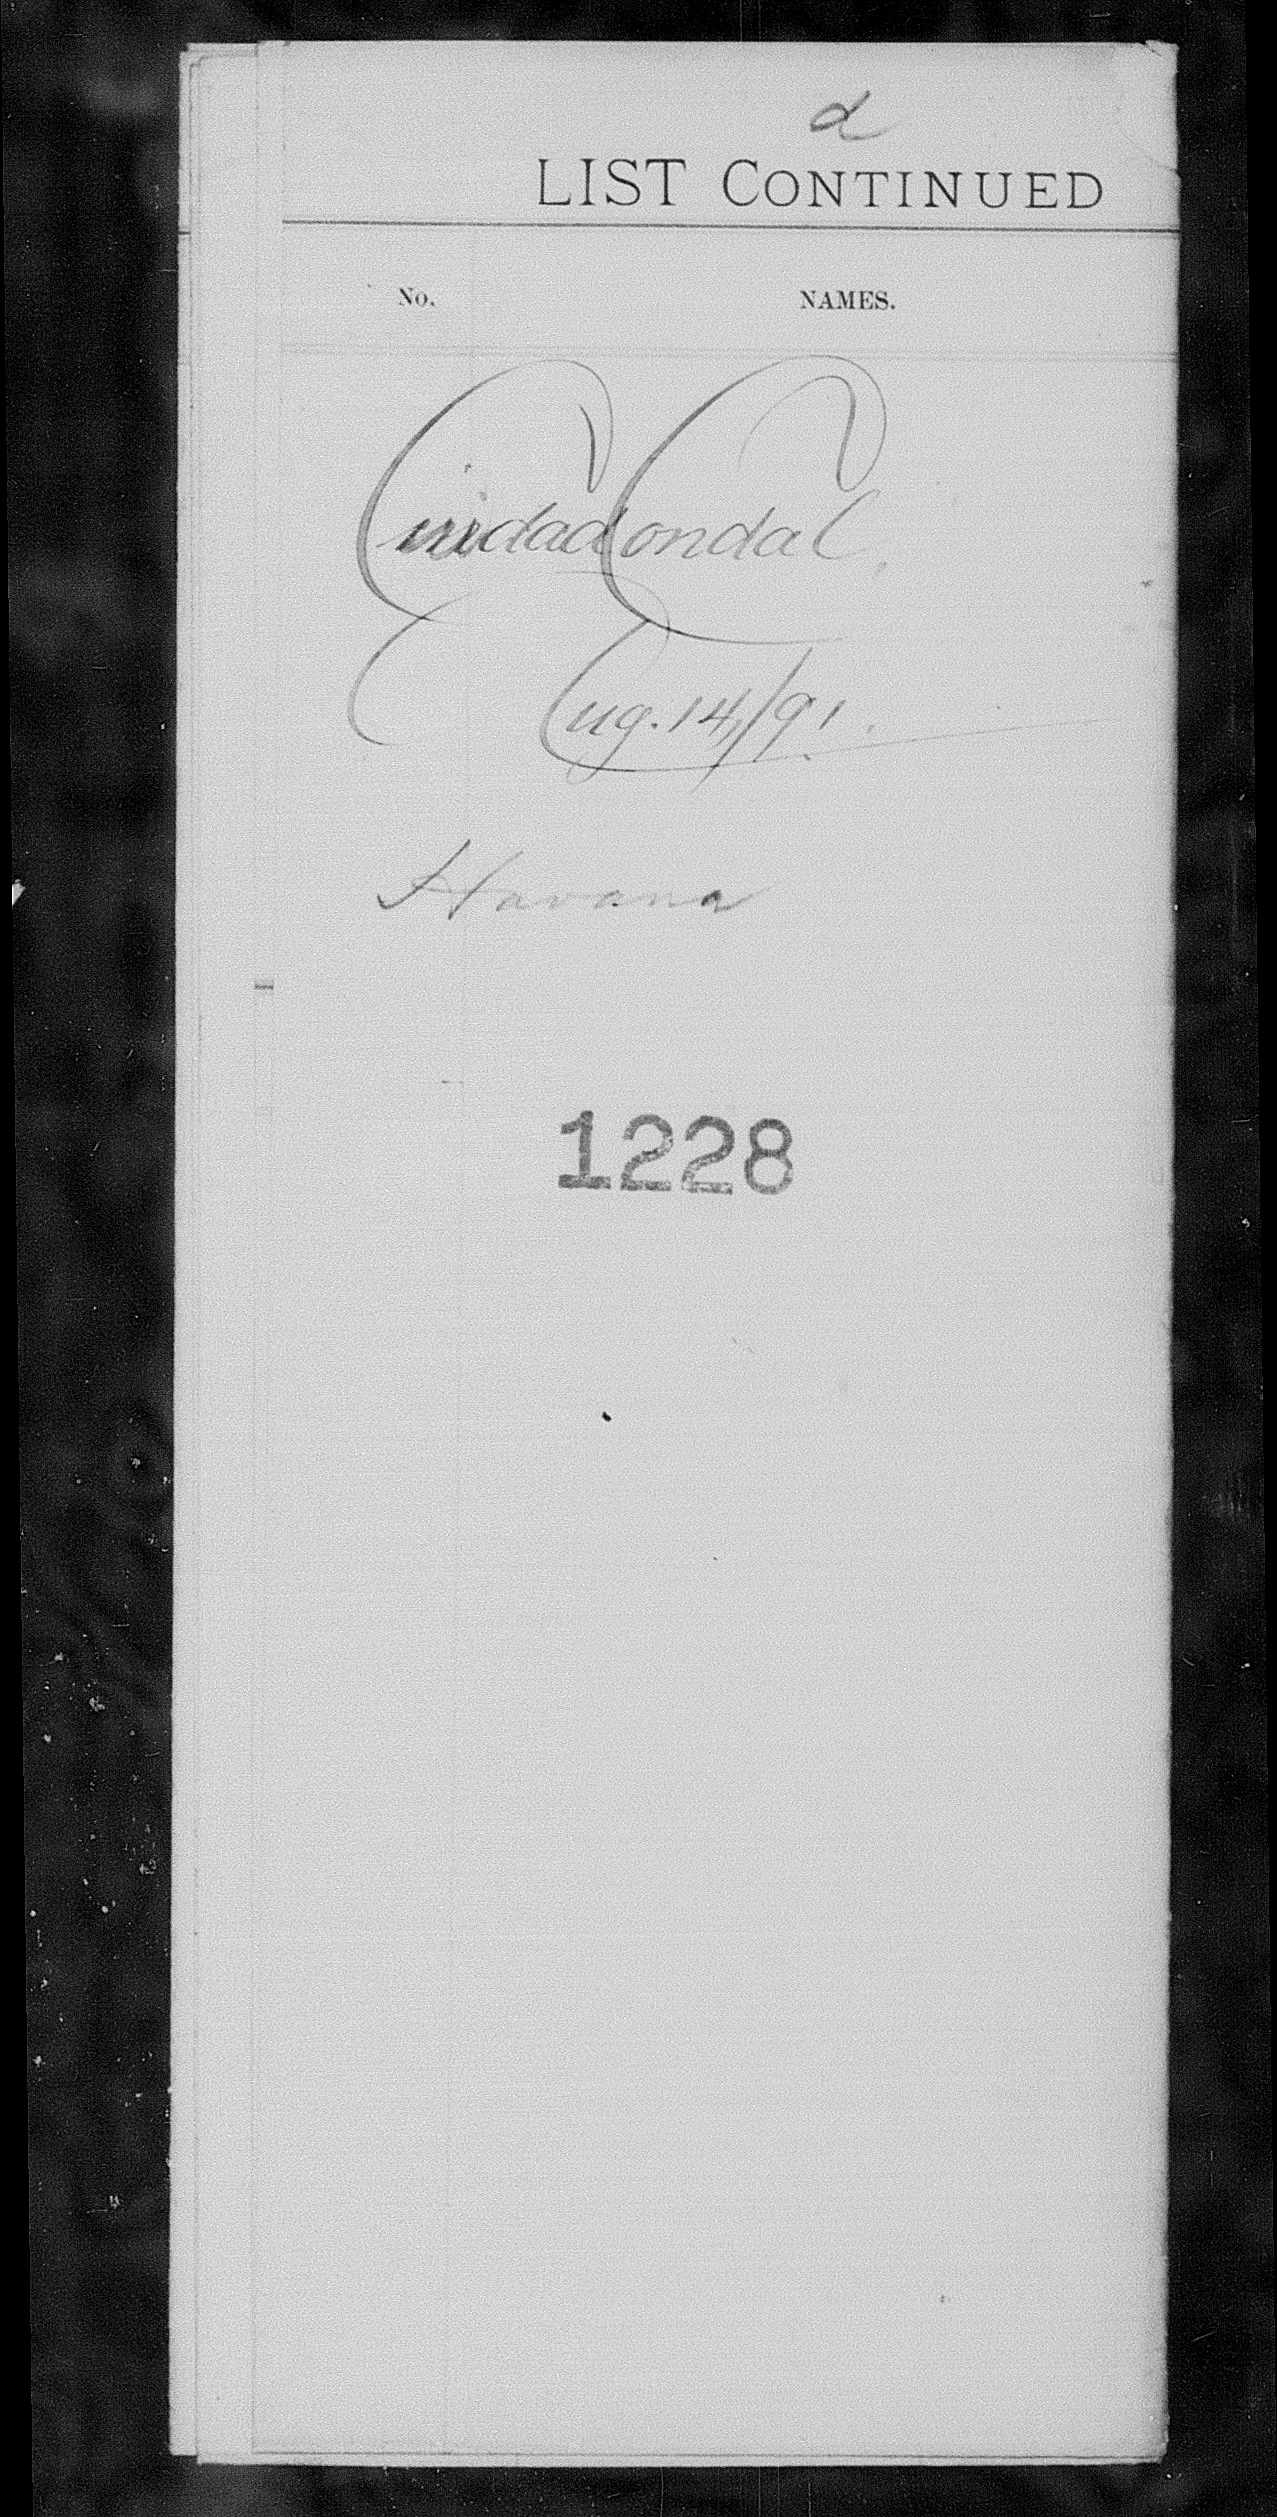 d
LIST CONTINUED
No. NAMES.
Ciudad Condal
Aug. 14,/91.
Havana
1228